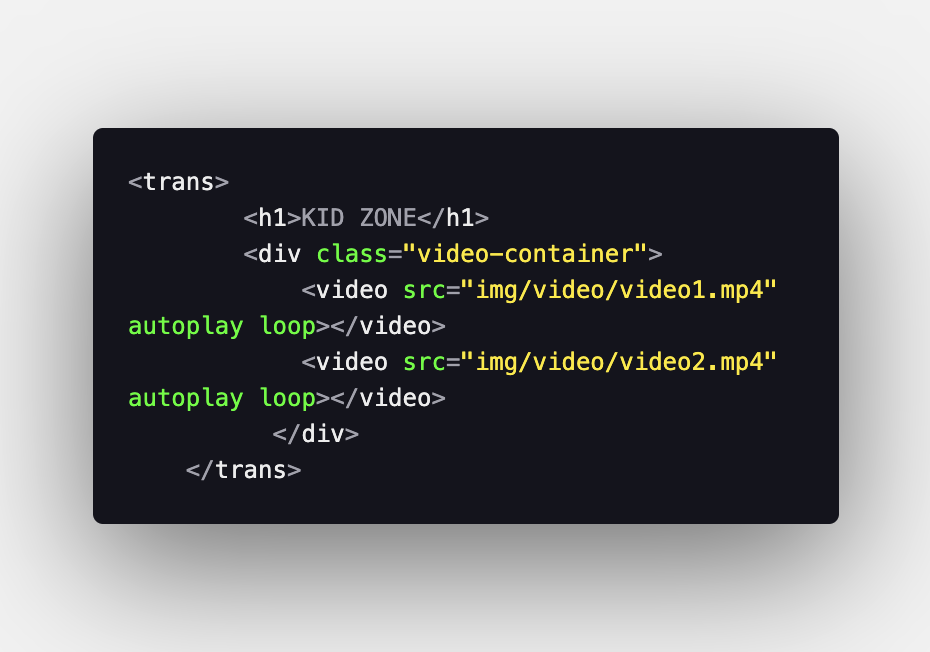 <trans>
        <h1>KID ZONE</h1>
        <div class="video-container">
            <video src="img/video/video1.mp4"
autoplay loop></video>
            <video src="img/video/video2.mp4"
autoplay loop></video>
          </div>
    </trans>